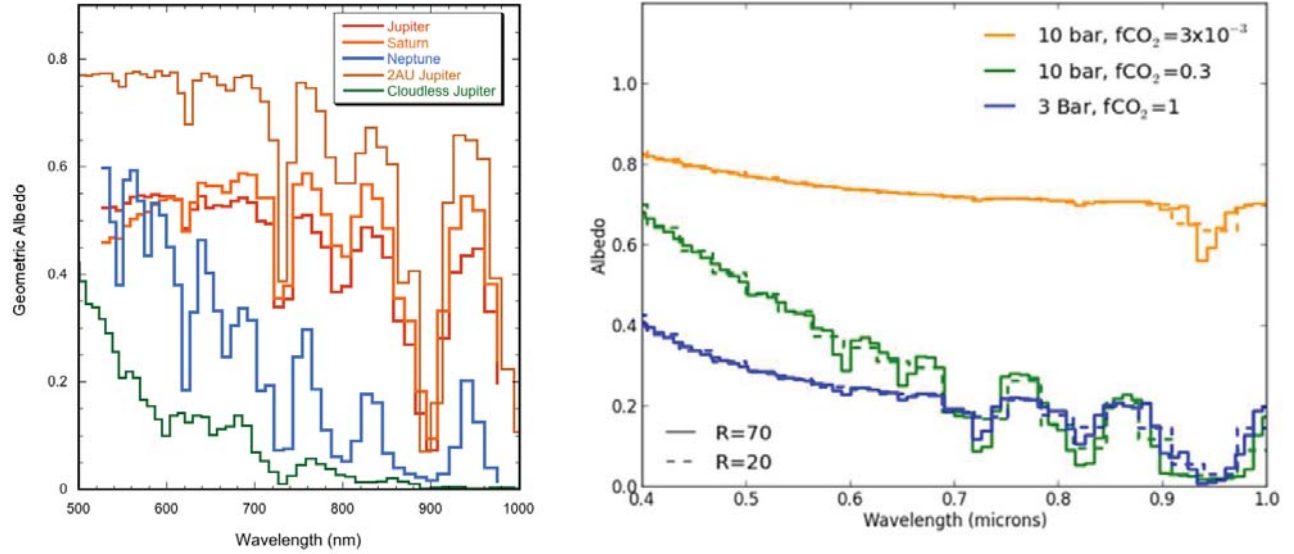 Jupiter
Saturn
Neptune
2AU Jupiter
Cloudless Jupiter
Geometric Albedo
0.8
0.6
0.4
0.2
0
500 600 700 800 900 1000
Wavelength (nm)
10 bar, fCO₂=3x10⁻³
10 bar, fCO₂=0.3
3 Bar, fCO₂=1
Albedo
1.0
0.8
0.6
0.4
0.2
0.0
R=70
R=20
0.4 0.5 0.6 0.7 0.8 0.9 1.0
Wavelength (microns)